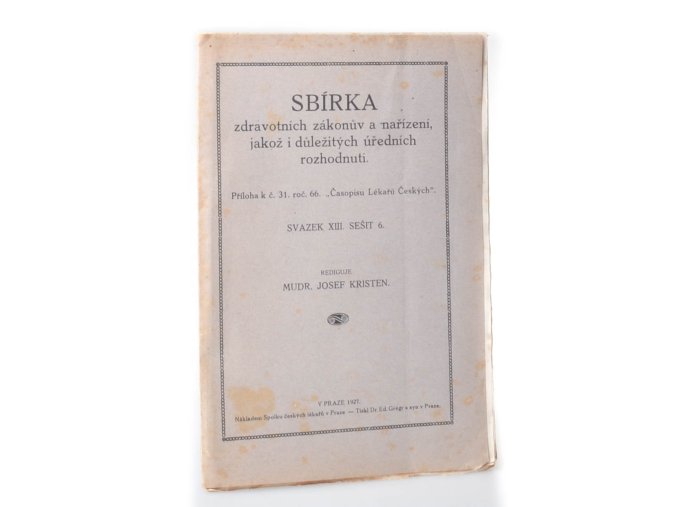 SBÍRKA
zdravotních zákonův a nařízení,
jakož i důležitých úředních
rozhodnutí.
Příloha k č. 31. roč. 66. „Časopisu Lékařů Českých“.
SVAZEK XIII. SEŠIT 6.
REDIGUJE
MUDR. JOSEF KRISTEN.
V PRAZE 1927.
Nákladem Spolku českých lékařů v Praze — Tiskl Dr. Ed. Grégr a syn v Praze.